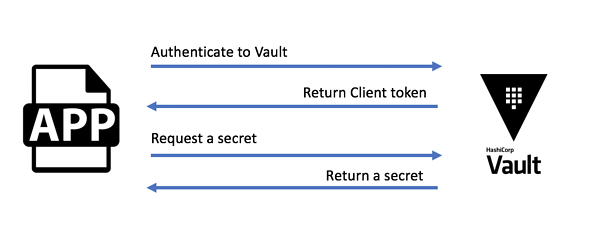 Authenticate to Vault
Return Client token
APP
Request a secret
Return a secret
HashiCorp
Vault